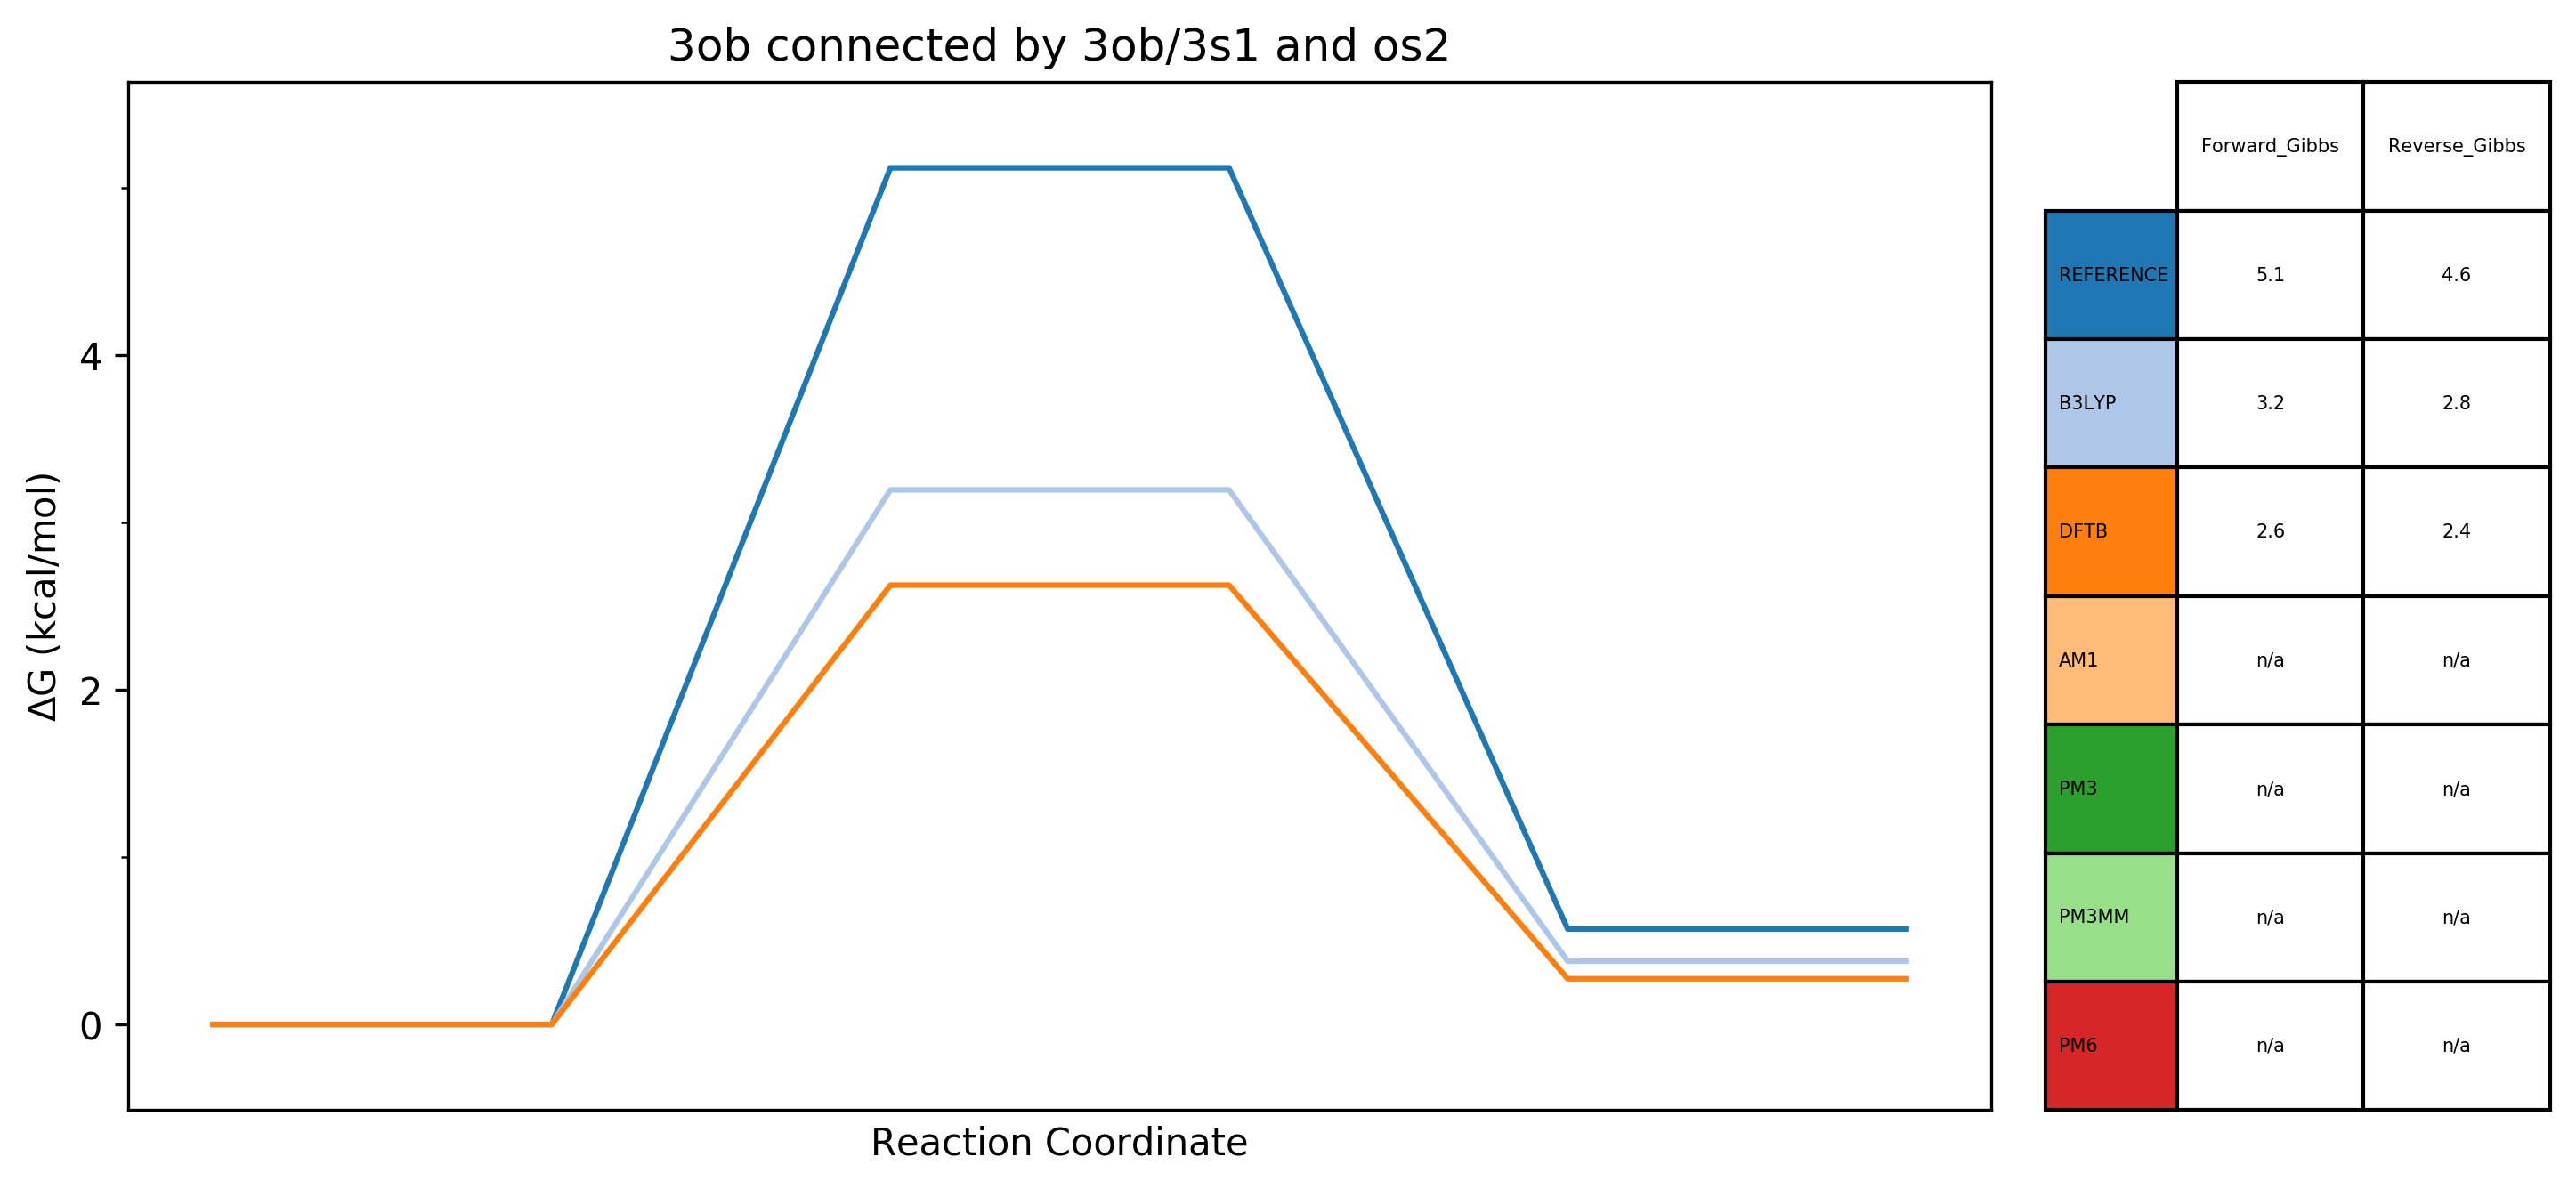 3ob connected by 3ob/3s1 and os2
ΔG (kcal/mol)
4
2
0
Reaction Coordinate
Forward_Gibbs Reverse_Gibbs
REFERENCE 5.1 4.6
B3LYP 3.2 2.8
DFTB 2.6 2.4
AM1 n/a n/a
PM3 n/a n/a
PM3MM n/a n/a
PM6 n/a n/a